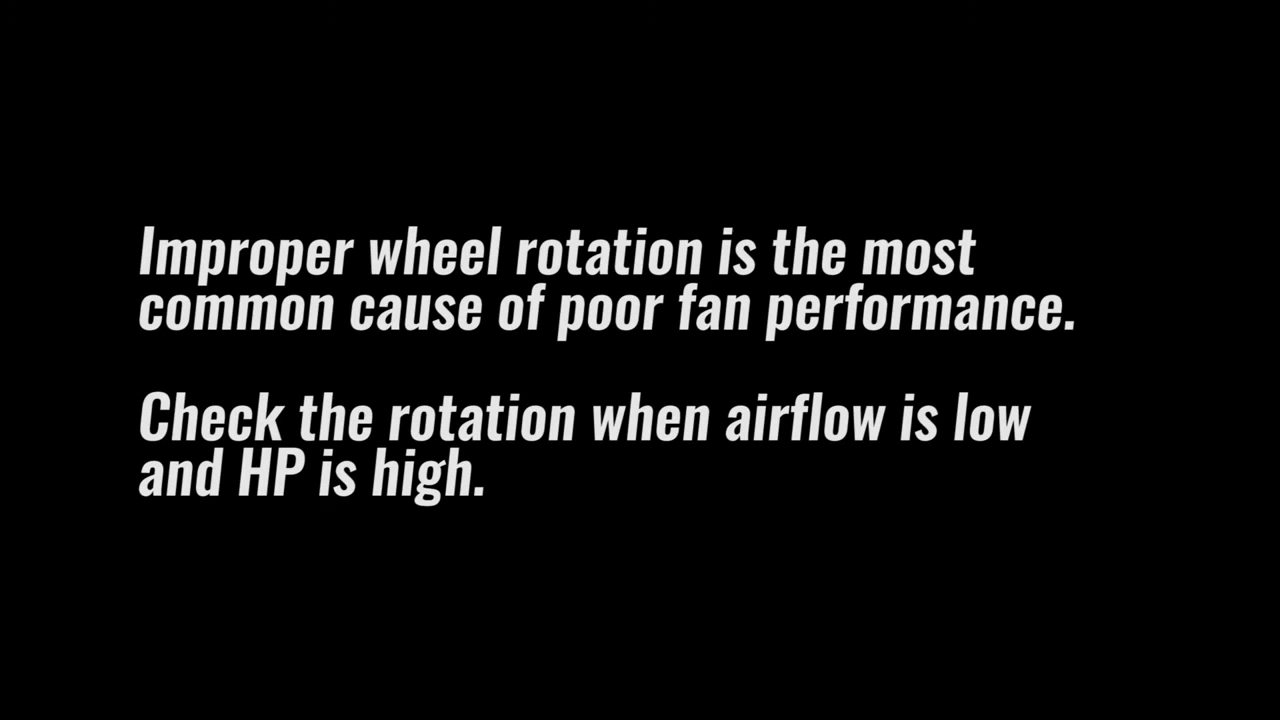 Improper wheel rotation is the most
common cause of poor fan performance.
Check the rotation when airflow is low
and HP is high.